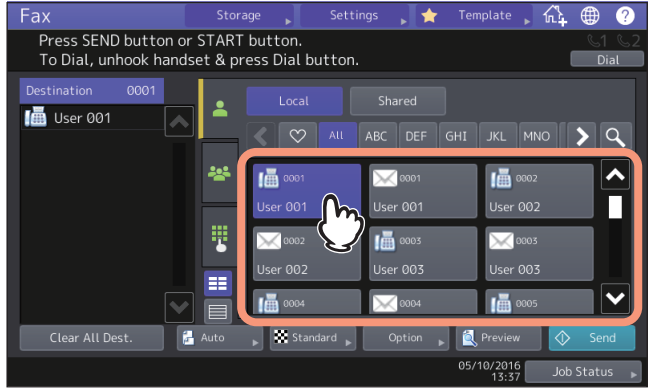 Fax
Storage
Settings
Template
?
Press SEND button or START button.
To Dial, unhook handset & press Dial button.
1 2
Dial
Destination 0001
User 001
Local
Shared
All
ABC
DEF
GHI
JKL
MNO
0001
User 001
0001
User 001
0002
User 002
0002
User 002
0003
User 003
0003
User 003
0004
0004
0005
Clear All Dest.
Auto
Standard
Option
Preview
Send
05/10/2016
13:37
Job Status